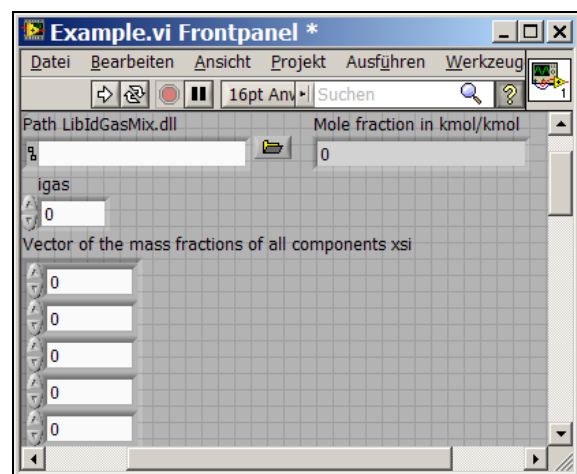 Example.vi Frontpanel *
Datei Bearbeiten Ansicht Projekt Ausführen Werkzeug
16pt Anw Suchen ?
1
Path LibIdGasMix.dll Mole fraction in kmol/kmol
0
igas
0
Vector of the mass fractions of all components xsi
0
0
0
0
0